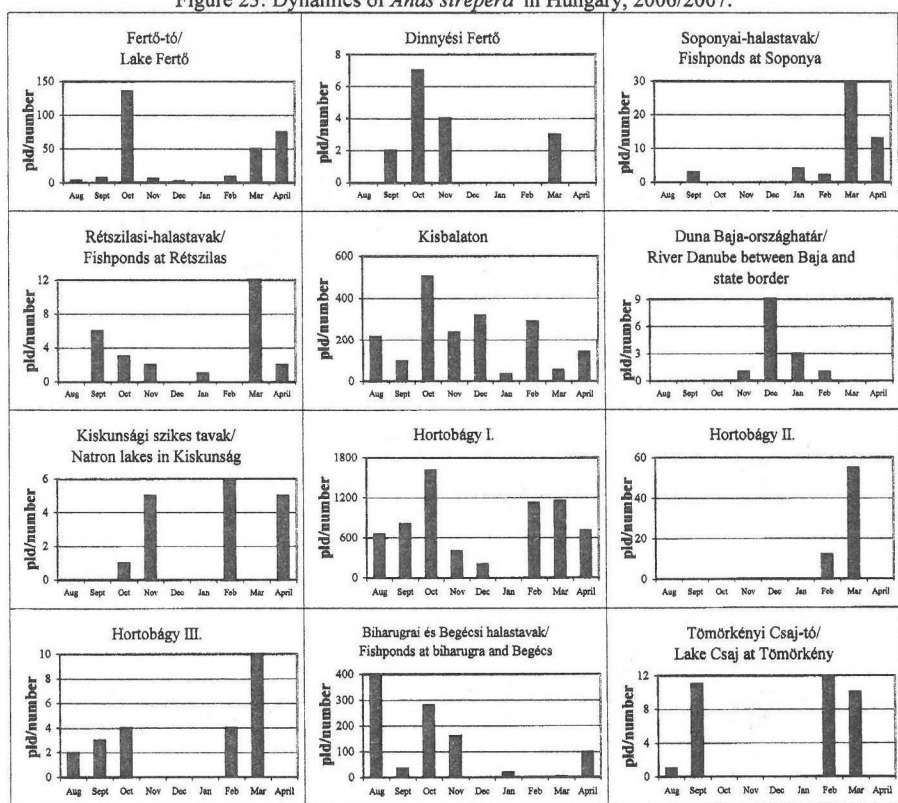 Figure 25: Dynamics of Anas strepera in Hungary, 2006/2007.
Fertő-tó/
Lake Fertő
pld/number
150
100
50
0
Aug Sept Oct Nov Dec Jan Feb Mar April
Dinnyési Fertő
pld/number
8
6
4
2
0
Aug Sept Oct Nov Dec Jan Feb Mar April
Soponyai-halastavak/
Fishponds at Soponya
pld/number
30
20
10
0
Aug Sept Oct Nov Dec Jan Feb Mar April
Rétszilasi-halastavak/
Fishponds at Rétszilas
pld/number
12
8
4
0
Aug Sept Oct Nov Dec Jan Feb Mar April
Kisbalaton
pld/number
600
400
200
0
Aug Sept Oct Nov Dec Jan Feb Mar April
Duna Baja-országhatár/
River Danube between Baja and
state border
pld/number
9
6
3
0
Aug Sept Oct Nov Dec Jan Feb Mar April
Kiskunsági szikes tavak/
Natron lakes in Kiskunság
pld/number
6
4
2
0
Aug Sept Oct Nov Dec Jan Feb Mar April
Hortobágy I.
pld/number
1800
1200
600
0
Aug Sept Oct Nov Dec Jan Feb Mar April
Hortobágy II.
pld/number
60
40
20
0
Aug Sept Oct Nov Dec Jan Feb Mar April
Hortobágy III.
pld/number
10
8
6
4
2
0
Aug Sept Oct Nov Dec Jan Feb Mar April
Biharugrai és Begécsi halastavak/
Fishponds at biharugra and Begécs
pld/number
400
300
200
100
0
Aug Sept Oct Nov Dec Jan Feb Mar April
Tömörkényi Csaj-tó/
Lake Csaj at Tömörkény
pld/number
12
8
4
0
Aug Sept Oct Nov Dec Jan Feb Mar April